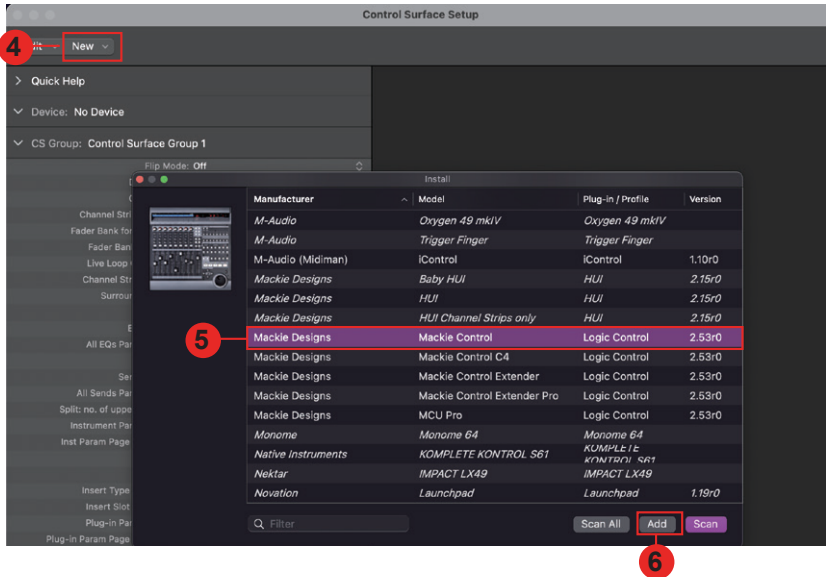 Control Surface Setup
4
New
Quick Help
Device: No Device
CS Group: Control Surface Group 1
Flip Mode: Off
Install
Manufacturer Model Plug-in / Profile Version
M-Audio Oxygen 49 mkIV Oxygen 49 mkIV
M-Audio Trigger Finger Trigger Finger
M-Audio (Midiman) iControl iControl 1.10r0
Mackie Designs Baby HUI HUI 2.15r0
Mackie Designs HUI HUI 2.15r0
Mackie Designs HUI Channel Strips only HUI 2.15r0
5
Mackie Designs Mackie Control Logic Control 2.53r0
Mackie Designs Mackie Control C4 Logic Control 2.53r0
Mackie Designs Mackie Control Extender Logic Control 2.53r0
Mackie Designs Mackie Control Extender Pro Logic Control 2.53r0
Mackie Designs MCU Pro Logic Control 2.53r0
Monome Monome 64 Monome 64
Native Instruments KOMPLETE KONTROL S61 KOMPLETE KONTROL S61
Nektar IMPACT LX49 IMPACT LX49
Novation Launchpad Launchpad 1.19r0
Channel Stri
Fader Bank for
Fader Ban
Live Loop
Channel Str
Surrou
All EQs Par
Se
All Sends Pa
Split: no. of uppe
Instrument Par
Inst Param Page
Insert Type
Insert Slot
Plug-in Pa
Plug-in Param Page
Filter
Scan All Add Scan
6